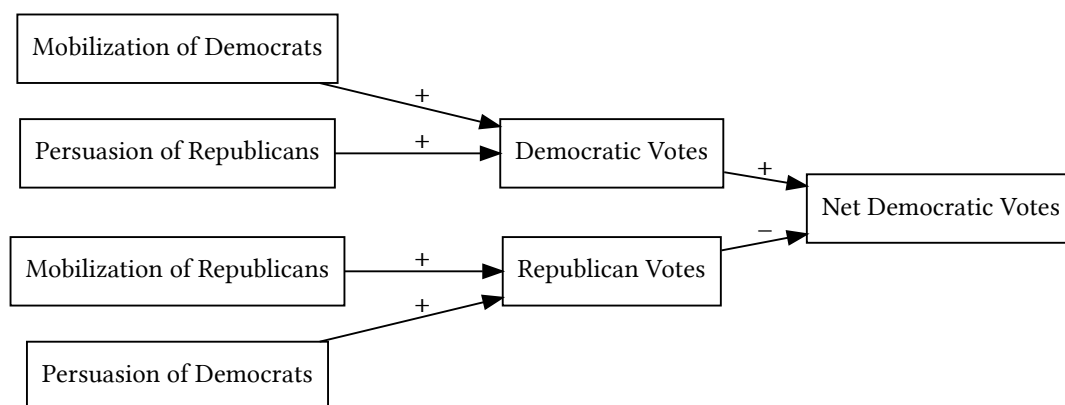 Mobilization of Democrats
+
Persuasion of Republicans
+
Democratic Votes
+
Net Democratic Votes
Mobilization of Republicans
+
Republican Votes
−
+
Persuasion of Democrats